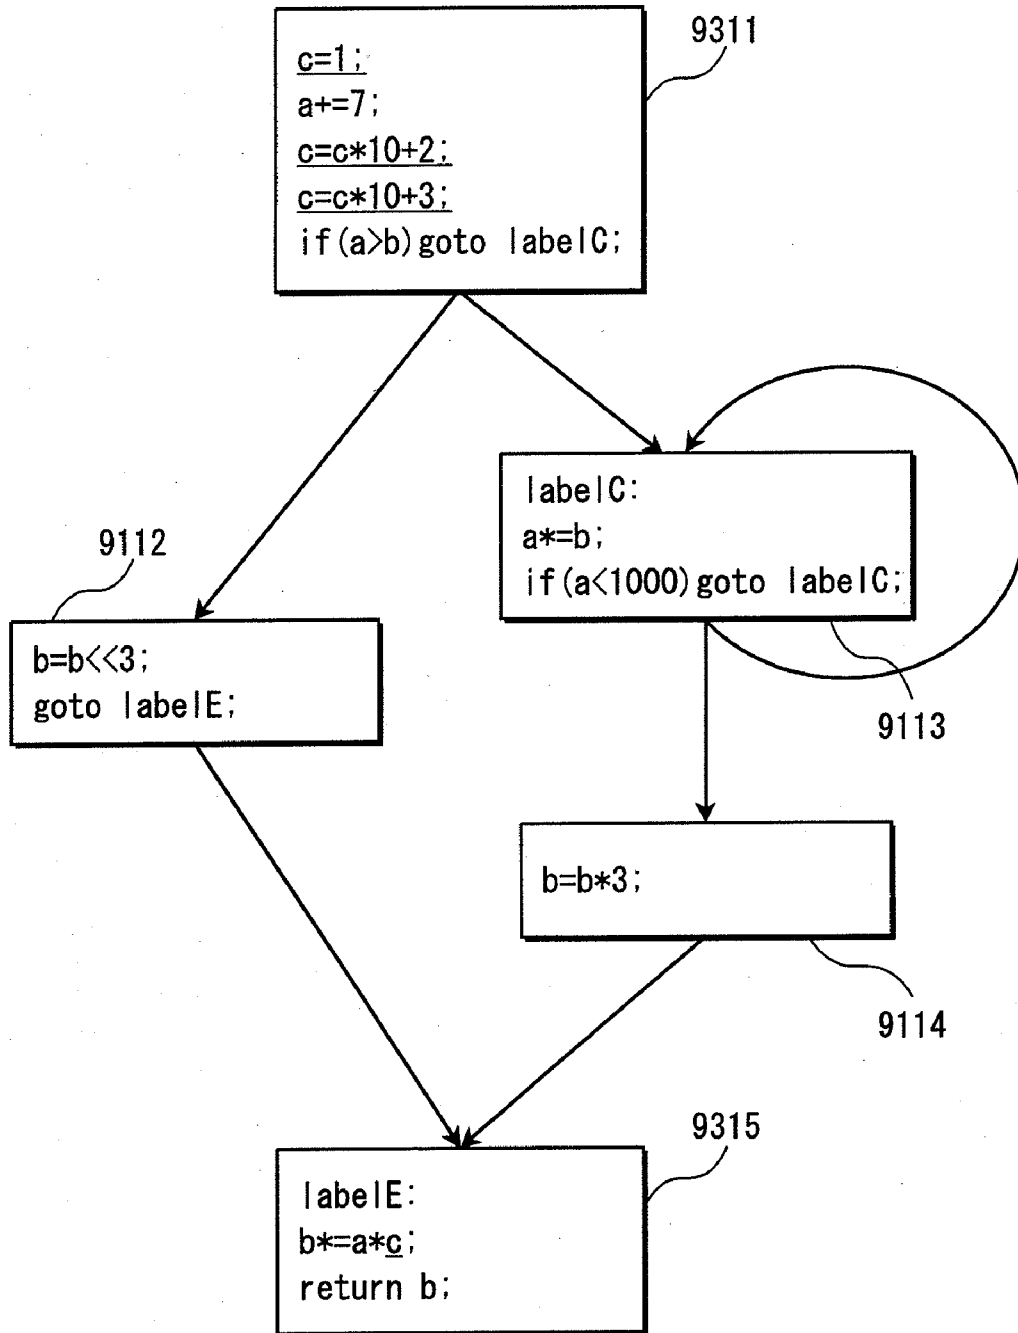 9311
c=1;
a+=7;
c=c*10+2;
c=c*10+3;
if(a>b)goto labelC;
labelC:
a*=b;
if(a<1000)goto labelC;
9113
9112
b=b<<3;
goto labelE;
b=b*3;
9114
9315
labelE:
b*=a*c;
return b;